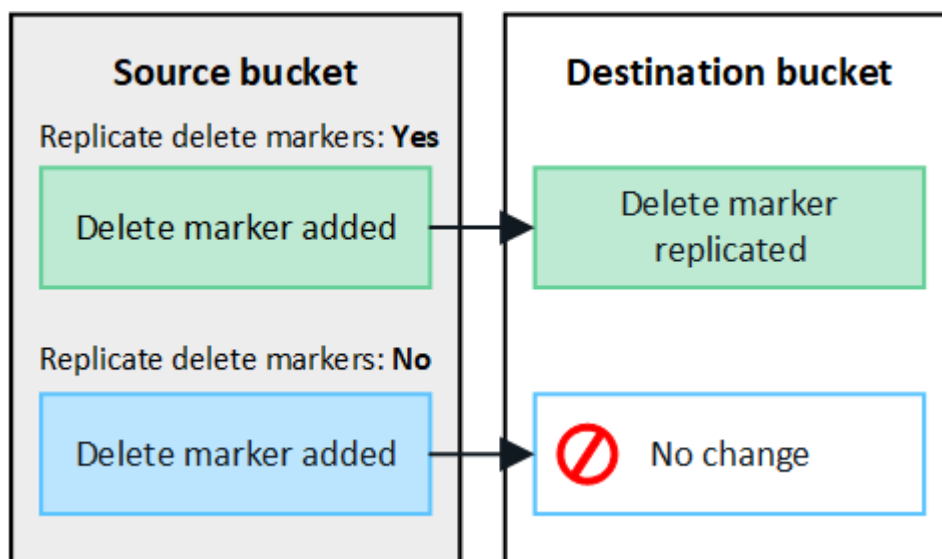 Source bucket
Destination bucket
Replicate delete markers: Yes
Delete marker added
Delete marker
replicated
Replicate delete markers: No
Delete marker added
No change